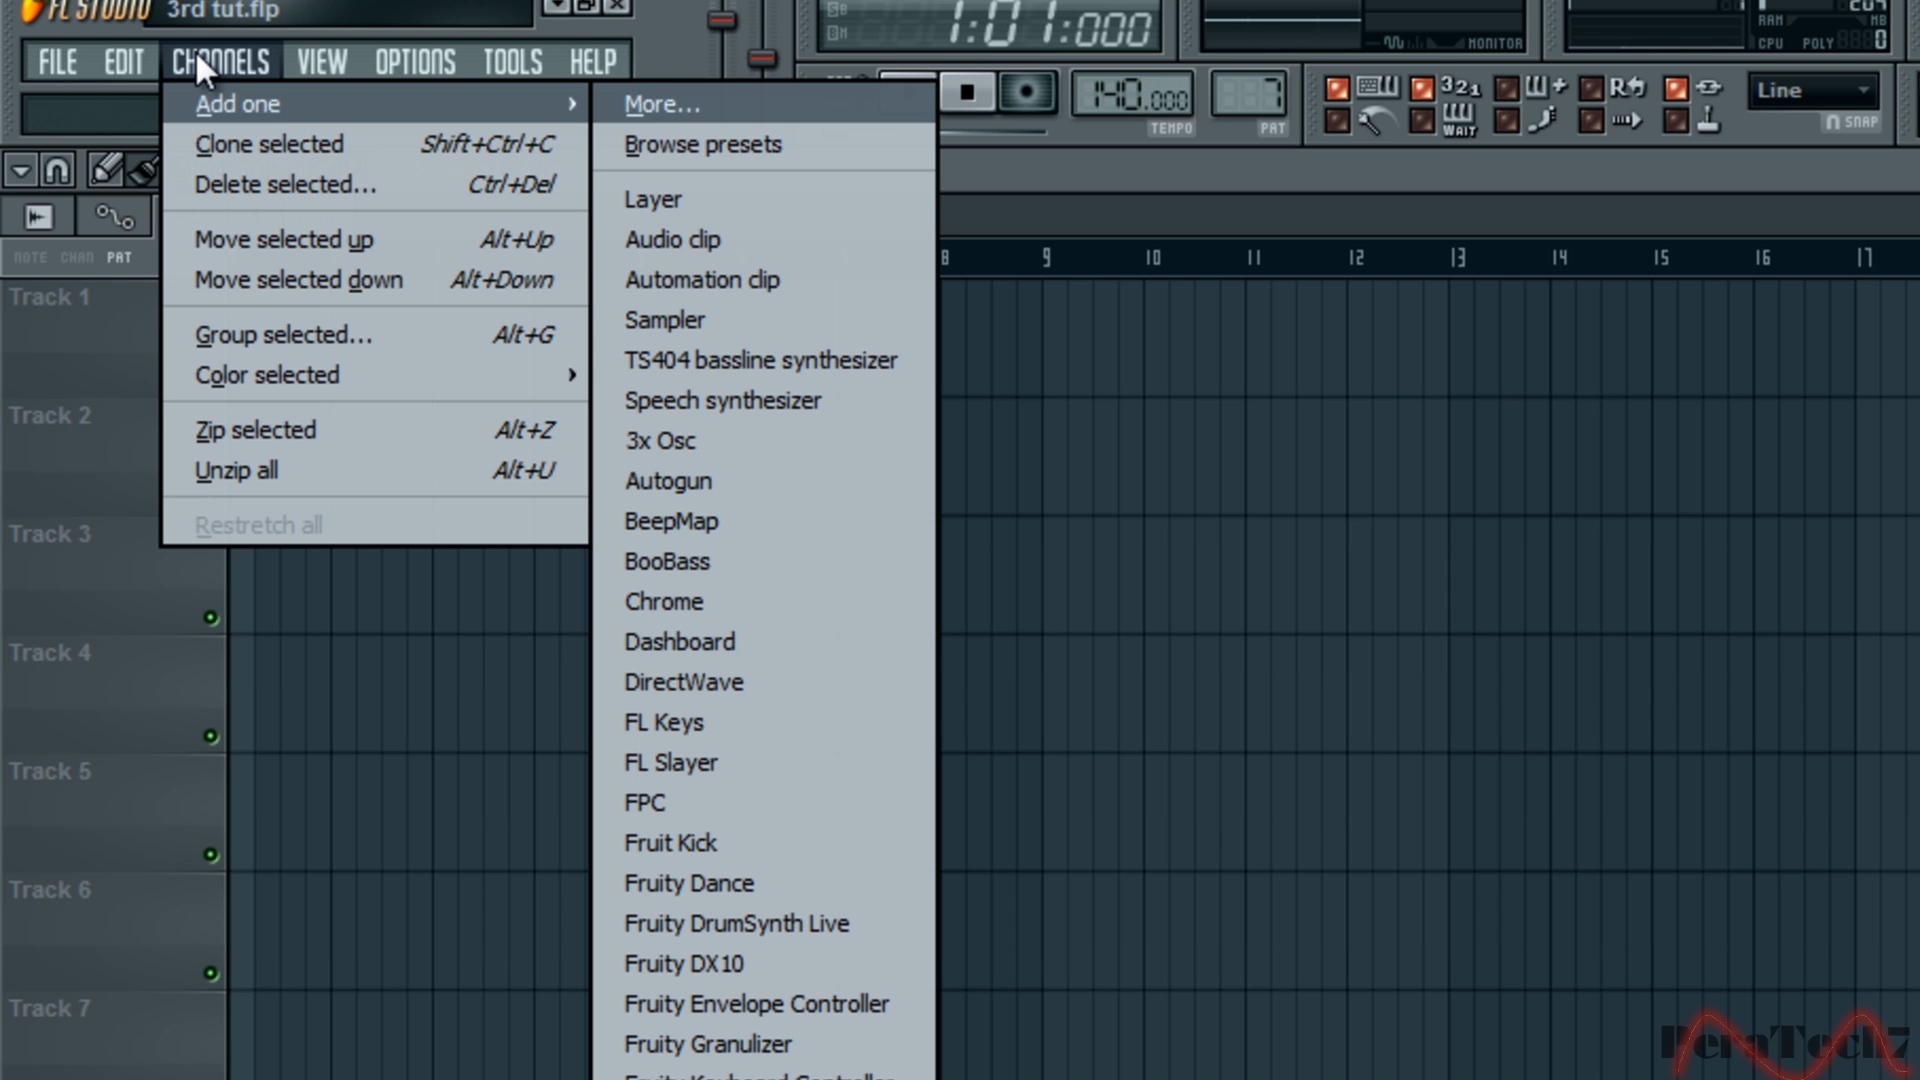 FL STUDIO 3rd tut.flp
FILE EDIT CHANNELS VIEW OPTIONS TOOLS HELP
1:01:000
MONITOR
RAM MB
CPU POLY 0
140.000 TEMPO
7 PAT
321
R
WAIT
Line
SNAP
Add one
Clone selected Shift+Ctrl+C
Delete selected... Ctrl+Del
Move selected up Alt+Up
Move selected down Alt+Down
Group selected... Alt+G
Color selected
Zip selected Alt+Z
Unzip all Alt+U
Restretch all
More...
Browse presets
Layer
Audio clip
Automation clip
Sampler
TS404 bassline synthesizer
Speech synthesizer
3x Osc
Autogun
BeepMap
BooBass
Chrome
Dashboard
DirectWave
FL Keys
FL Slayer
FPC
Fruit Kick
Fruity Dance
Fruity DrumSynth Live
Fruity DX10
Fruity Envelope Controller
Fruity Granulizer
Fruity Keyboard Controller
NOTE CHAN PAT
8 9 10 11 12 13 14 15 16 17
Track 1
Track 2
Track 3
Track 4
Track 5
Track 6
Track 7